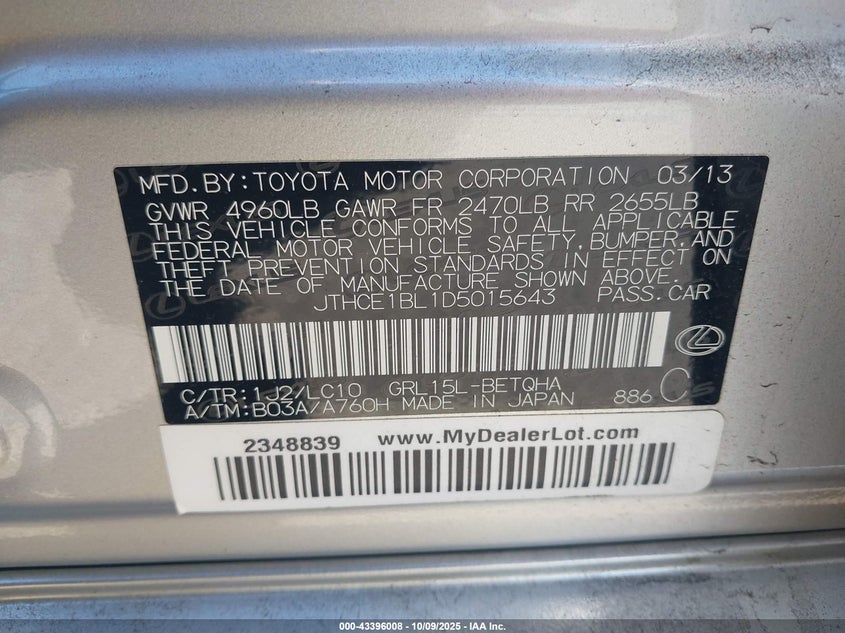 MFD.BY:TOYOTA MOTOR CORPORATION 03/13
GVWR 4960LB GAWR FR 2470LB RR 2655LB
THIS VEHICLE CONFORMS TO ALL APPLICABLE
FEDERAL MOTOR VEHICLE SAFETY,BUMPER,AND
THEFT PREVENTION STANDARDS IN EFFECT ON
THE DATE OF MANUFACTURE SHOWN ABOVE.
JTHCE1BL1D5015643 PASS.CAR
C/TR:1J2/LC10 GRL15L-BETQHA
A/TM:B03A/A760H MADE IN JAPAN 886
2348839 www.MyDealerLot.com
000-43396008 - 10/09/2025 - IAA Inc.